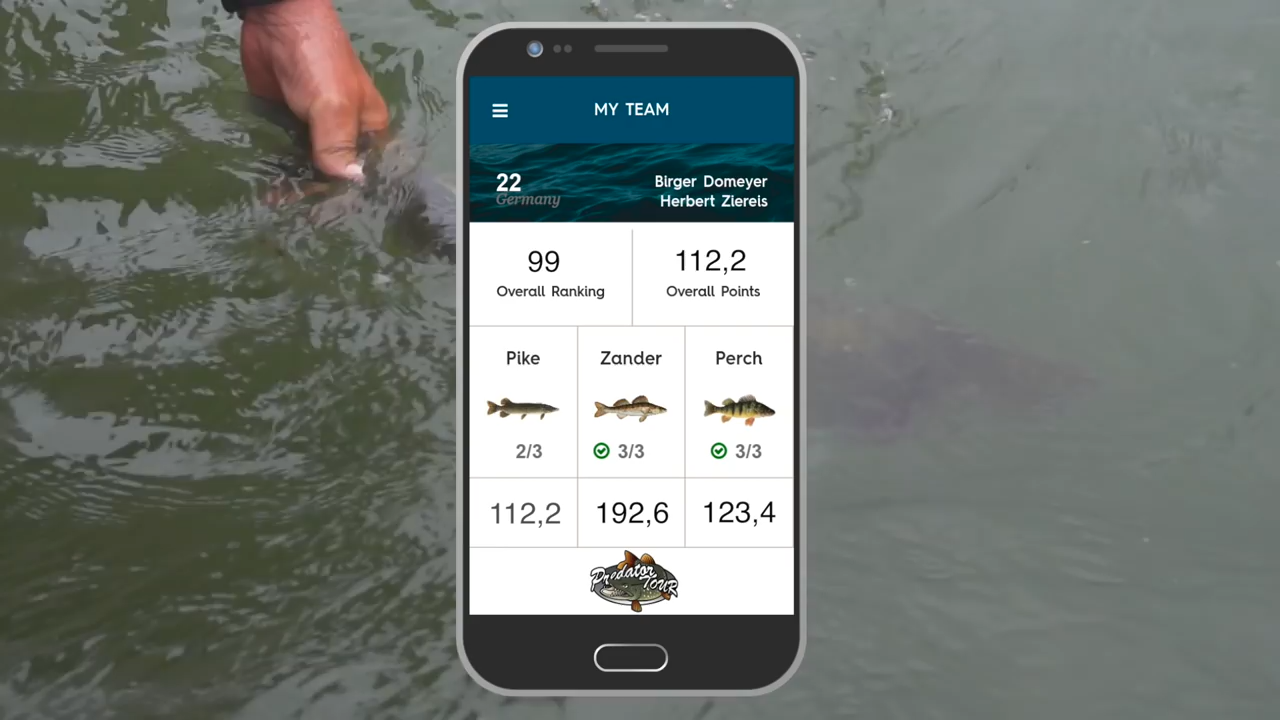 MY TEAM
22
Germany
Birger Domeyer
Herbert Ziereis
99
Overall Ranking
112,2
Overall Points
Pike
Zander
Perch
2/3
3/3
3/3
112,2
192,6
123,4
Predator
TOUR